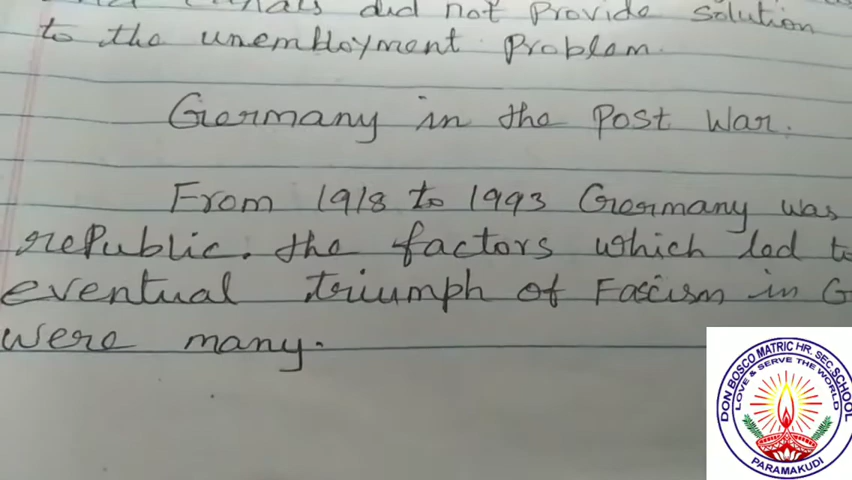 did not Provide solution
to the unemployment Problem.
Germany in the Post War.
From 1918 to 1993 Germany was
republic. the factors which led to
eventual triumph of Fascism in G
were many.
DON BOSCO MATRIC HR. SEC. SCHOOL
LOVE & SERVE THE WORLD
PARAMAKUDI